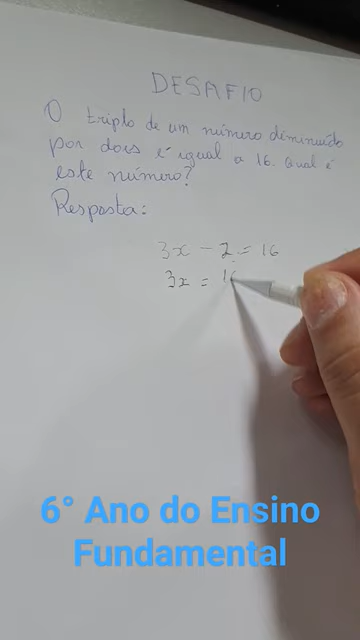 DESAFIO
O triplo de um número diminuído
por dois é igual a 16. Qual é
este número?
Resposta:
3x - 2 = 16
3x = 16
6° Ano do Ensino
Fundamental